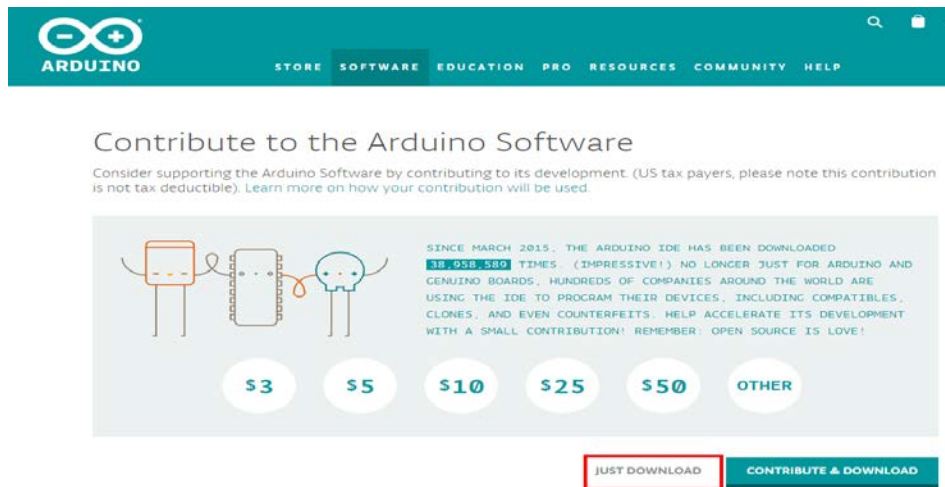 ARDUINO
STORE SOFTWARE EDUCATION PRO RESOURCES COMMUNITY HELP
Contribute to the Arduino Software
Consider supporting the Arduino Software by contributing to its development. (US tax payers, please note this contribution
is not tax deductible). Learn more on how your contribution will be used.
SINCE MARCH 2015, THE ARDUINO IDE HAS BEEN DOWNLOADED
38,958,589 TIMES. (IMPRESSIVE!) NO LONGER JUST FOR ARDUINO AND
GENUINO BOARDS, HUNDREDS OF COMPANIES AROUND THE WORLD ARE
USING THE IDE TO PROGRAM THEIR DEVICES, INCLUDING COMPATIBLES,
CLONES, AND EVEN COUNTERFEITS. HELP ACCELERATE ITS DEVELOPMENT
WITH A SMALL CONTRIBUTION! REMEMBER: OPEN SOURCE IS LOVE!
$3 $5 $10 $25 $50 OTHER
JUST DOWNLOAD CONTRIBUTE & DOWNLOAD